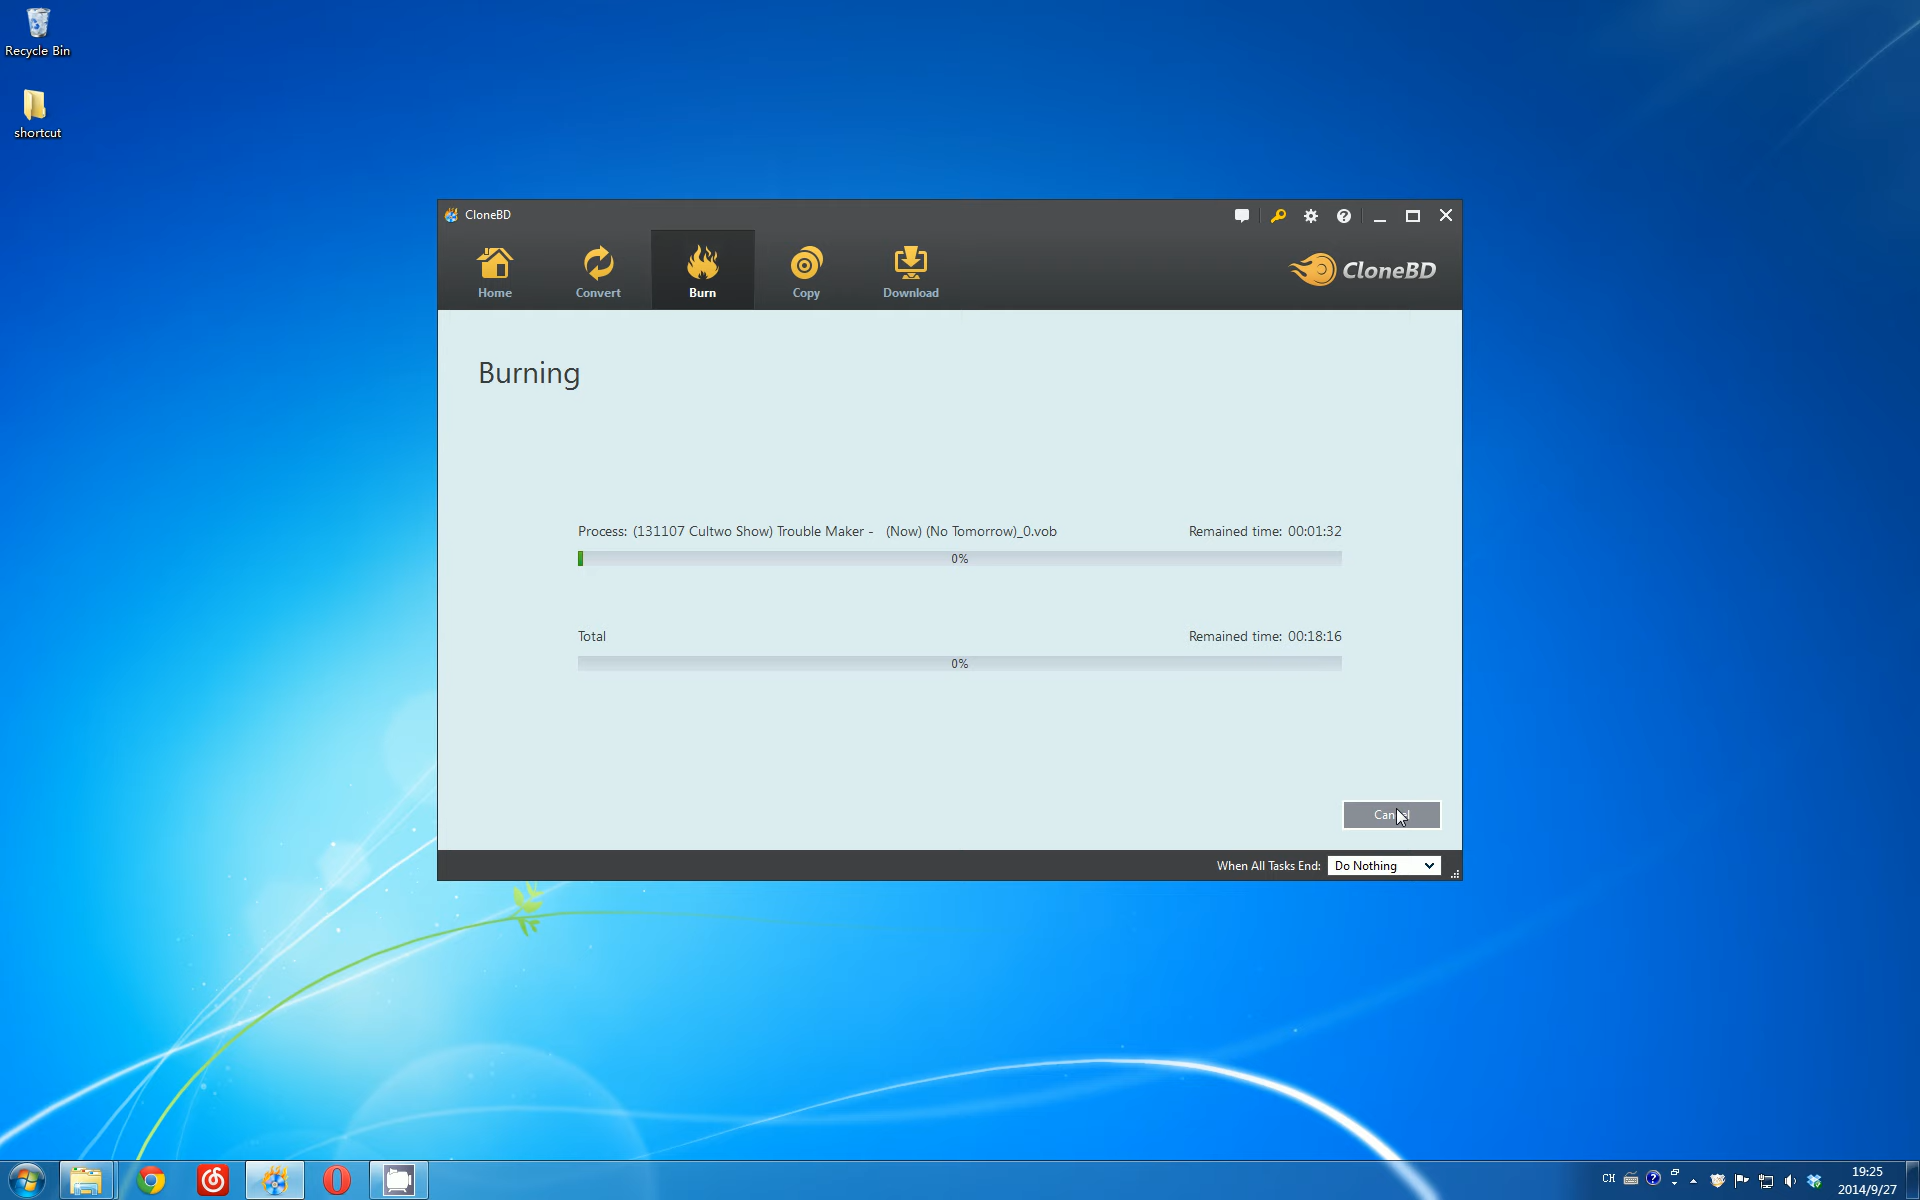 Recycle Bin
shortcut
CloneBD
Home
Convert
Burn
Copy
Download
CloneBD
Burning
Process: (131107 Cultwo Show) Trouble Maker - (Now) (No Tomorrow)_0.vob
Remained time: 00:01:32
0%
Total
Remained time: 00:18:16
0%
When All Tasks End:
Do Nothing
CH
19:25
2014/9/27